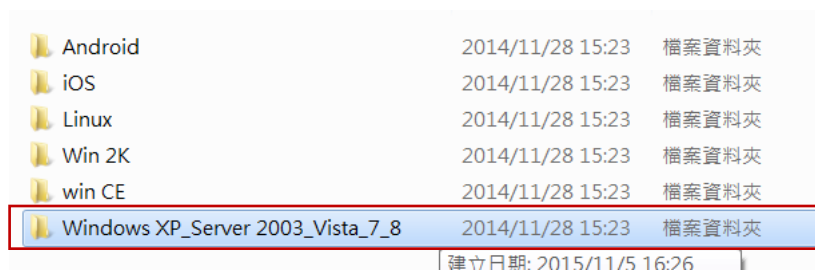 Android 2014/11/28 15:23 檔案資料夾
iOS 2014/11/28 15:23 檔案資料夾
Linux 2014/11/28 15:23 檔案資料夾
Win 2K 2014/11/28 15:23 檔案資料夾
win CE 2014/11/28 15:23 檔案資料夾
Windows XP_Server 2003_Vista_7_8 2014/11/28 15:23 檔案資料夾
建立日期: 2015/11/5 16:26